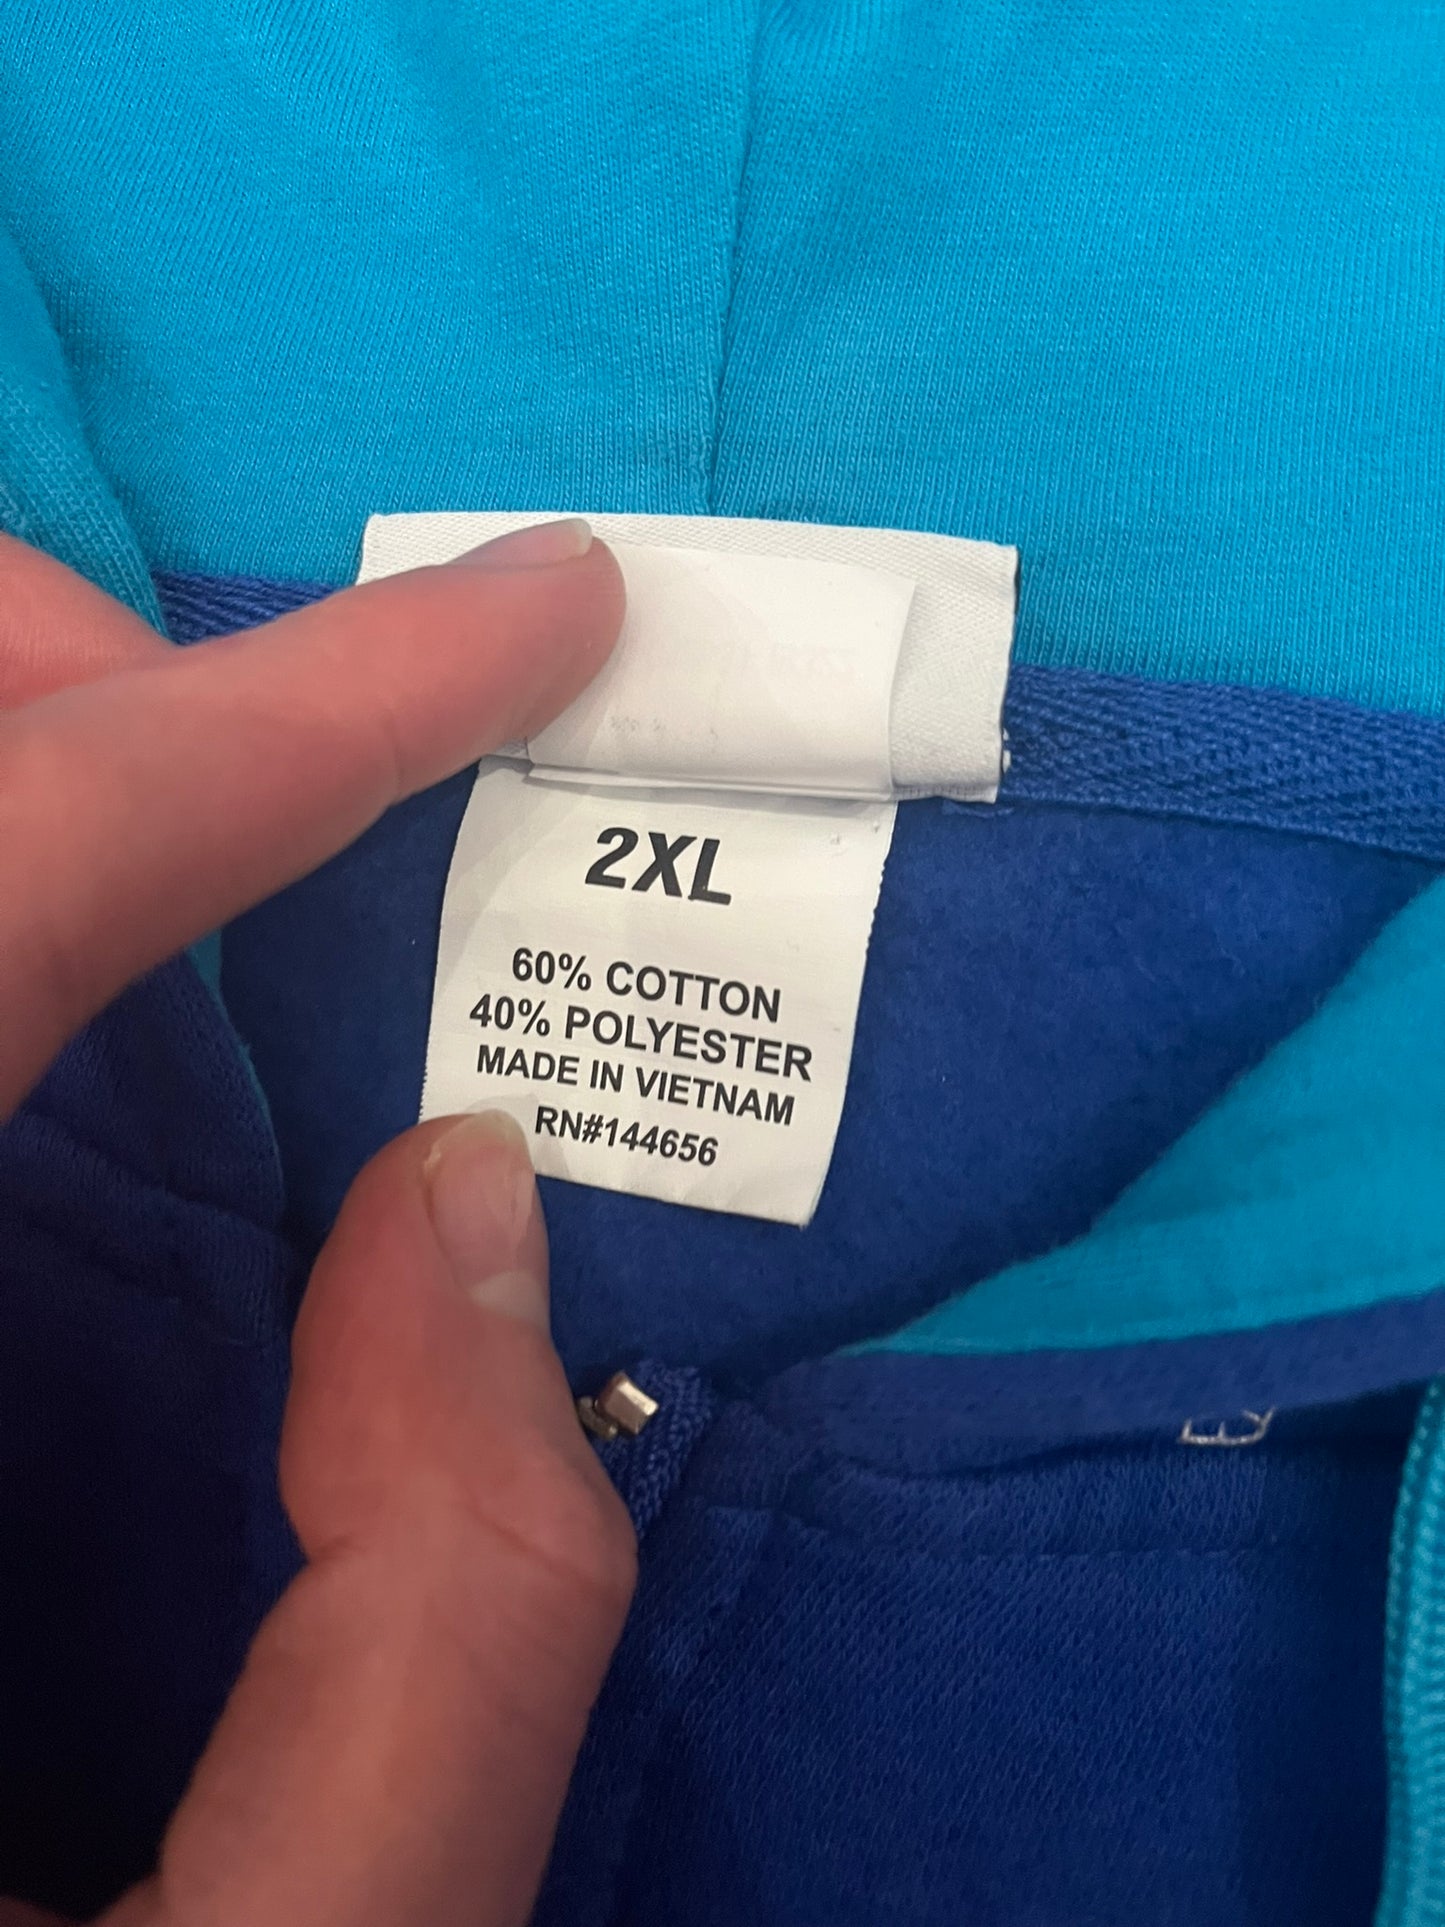 2XL
60% COTTON
40% POLYESTER
MADE IN VIETNAM
RN#144656